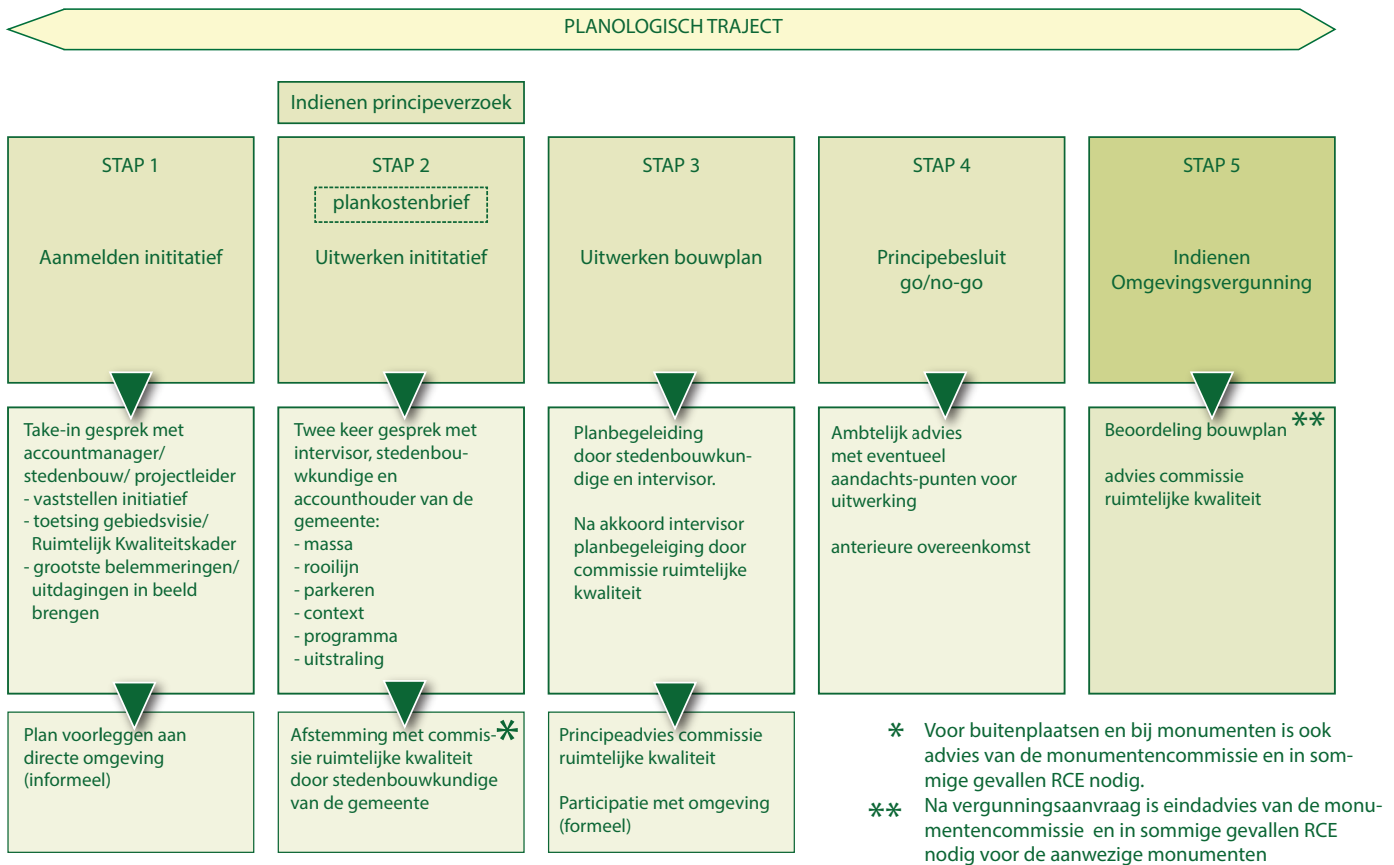 PLANOLOGISCH TRAJECT
Indienen principeverzoek
STAP 1
Aanmelden inititatief
STAP 2
plankostenbrief
Uitwerken inititatief
STAP 3
Uitwerken bouwplan
STAP 4
Principebesluit
go/no-go
STAP 5
Indienen
Omgevingsvergunning
Take-in gesprek met
accountmanager/
stedenbouw/ projectleider
- vaststellen initiatief
- toetsing gebiedsvisie/
Ruimtelijk Kwaliteitskader
- grootste belemmeringen/
uitdagingen in beeld
brengen
Twee keer gesprek met
intervisor, stedenbou-
wkundige en
accounthouder van de
gemeente:
- massa
- rooilijn
- parkeren
- context
- programma
- uitstraling
Planbegeleiding
door stedenbouwkun-
dige en intervisor.
Na akkoord intervisor
planbegeleiging door
commissie ruimtelijke
kwaliteit
Ambtelijk advies
met eventueel
aandachts-punten voor
uitwerking
anterieure overeenkomst
Beoordeling bouwplan **
advies commissie
ruimtelijke kwaliteit
Plan voorleggen aan
directe omgeving
(informeel)
Afstemming met commis- *
sie ruimtelijke kwaliteit
door stedenbouwkundige
van de gemeente
Principeadvies commissie
ruimtelijke kwaliteit
Participatie met omgeving
(formeel)
* Voor buitenplaatsen en bij monumenten is ook
advies van de monumentencommissie en in som-
mige gevallen RCE nodig.
** Na vergunningsaanvraag is eindadvies van de monu-
mentencommissie en in sommige gevallen RCE
nodig voor de aanwezige monumenten